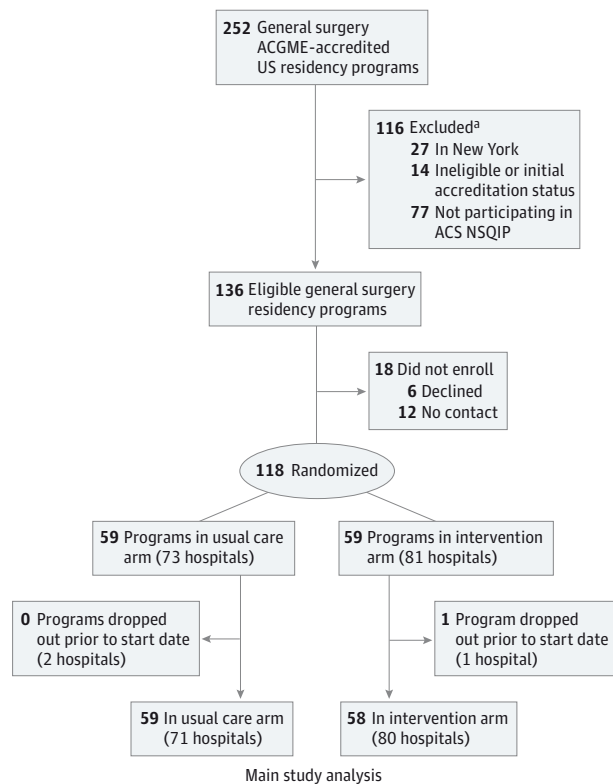 252 General surgery
ACGME-accredited
US residency programs
116 Excludedᵃ
27 In New York
14 Ineligible or initial
accreditation status
77 Not participating in
ACS NSQIP
136 Eligible general surgery
residency programs
18 Did not enroll
6 Declined
12 No contact
118 Randomized
59 Programs in usual care
arm (73 hospitals)
59 Programs in intervention
arm (81 hospitals)
0 Programs dropped
out prior to start date
(2 hospitals)
1 Program dropped
out prior to start date
(1 hospital)
59 In usual care arm
(71 hospitals)
58 In intervention arm
(80 hospitals)
Main study analysis